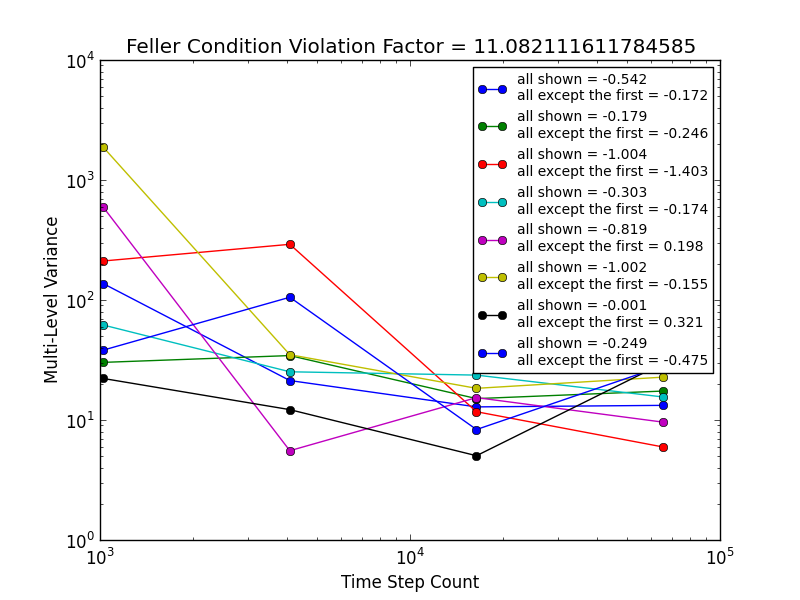 Feller Condition Violation Factor = 11.082111611784585
10^4
10^3
10^2
10^1
10^0
Multi-Level Variance
all shown = -0.542
all except the first = -0.172
all shown = -0.179
all except the first = -0.246
all shown = -1.004
all except the first = -1.403
all shown = -0.303
all except the first = -0.174
all shown = -0.819
all except the first = 0.198
all shown = -1.002
all except the first = -0.155
all shown = -0.001
all except the first = 0.321
all shown = -0.249
all except the first = -0.475
10^3
10^4
10^5
Time Step Count